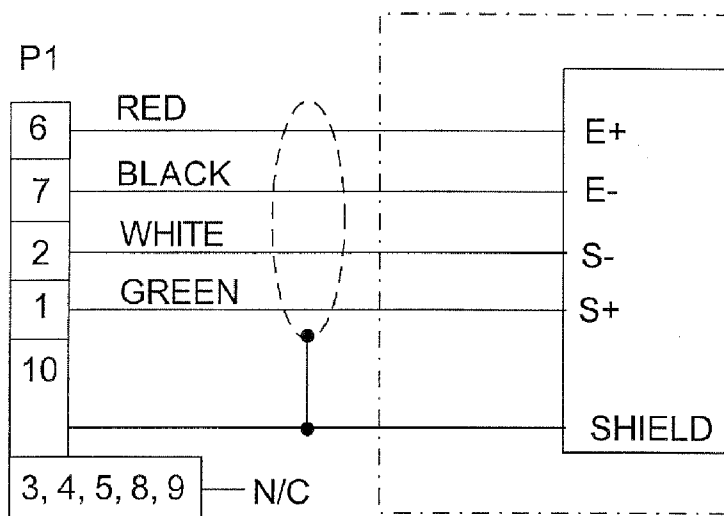 P1
6 RED E+
7 BLACK E-
2 WHITE S-
1 GREEN S+
10
SHIELD
3, 4, 5, 8, 9 N/C